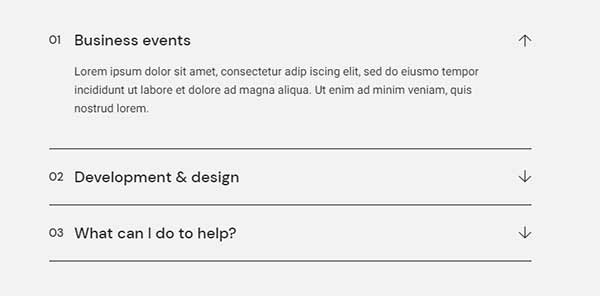 01 Business events
Lorem ipsum dolor sit amet, consectetur adip iscing elit, sed do eiusmo tempor
incididunt ut labore et dolore ad magna aliqua. Ut enim ad minim veniam, quis
nostrud lorem.
02 Development & design
03 What can I do to help?